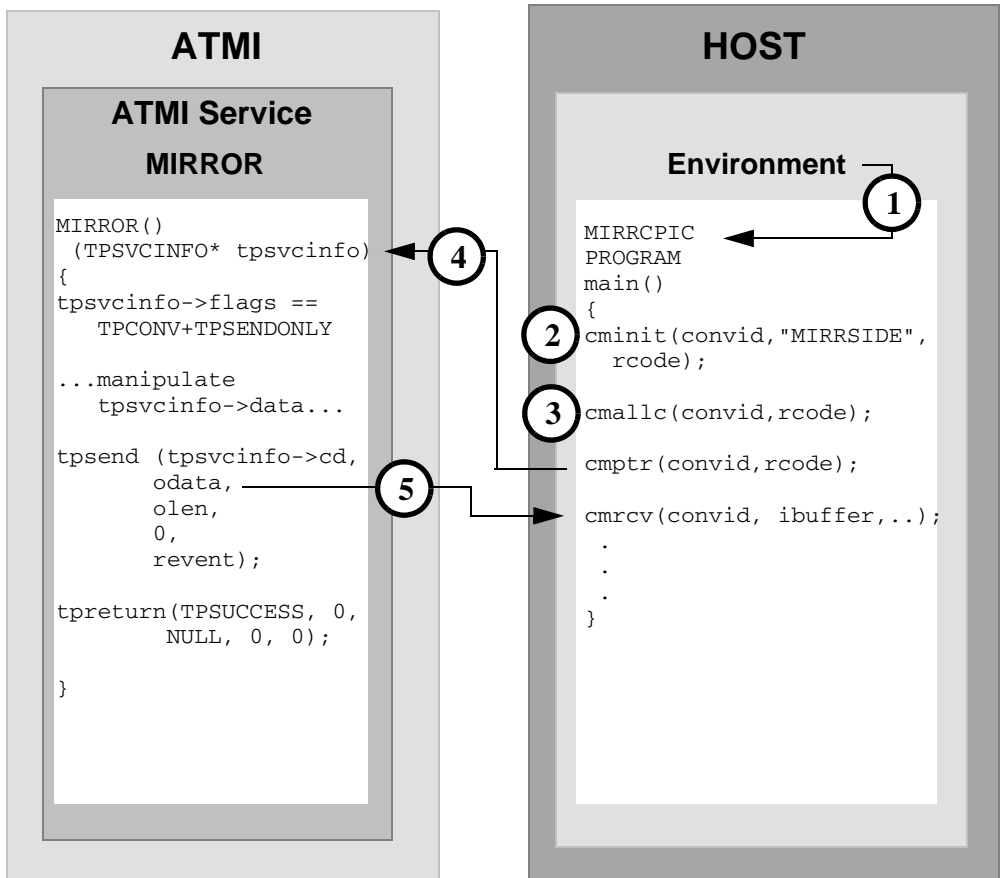 ATMI
ATMI Service
MIRROR
MIRROR()
(TPSVCINFO* tpsvcinfo)
{
tpsvcinfo->flags ==
TPCONV+TPSENDONLY
...manipulate
tpsvcinfo->data...
tpsend (tpsvcinfo->cd,
odata,
olen,
0,
revent);
tpreturn(TPSUCCESS, 0,
NULL, 0, 0);
}
4
5
HOST
Environment
1
MIRRCPIC
PROGRAM
main()
{
2
cminit(convid,"MIRRSIDE",
rcode);
3
cmallc(convid,rcode);
cmptr(convid,rcode);
cmrcv(convid, ibuffer,..);
.
.
.
}